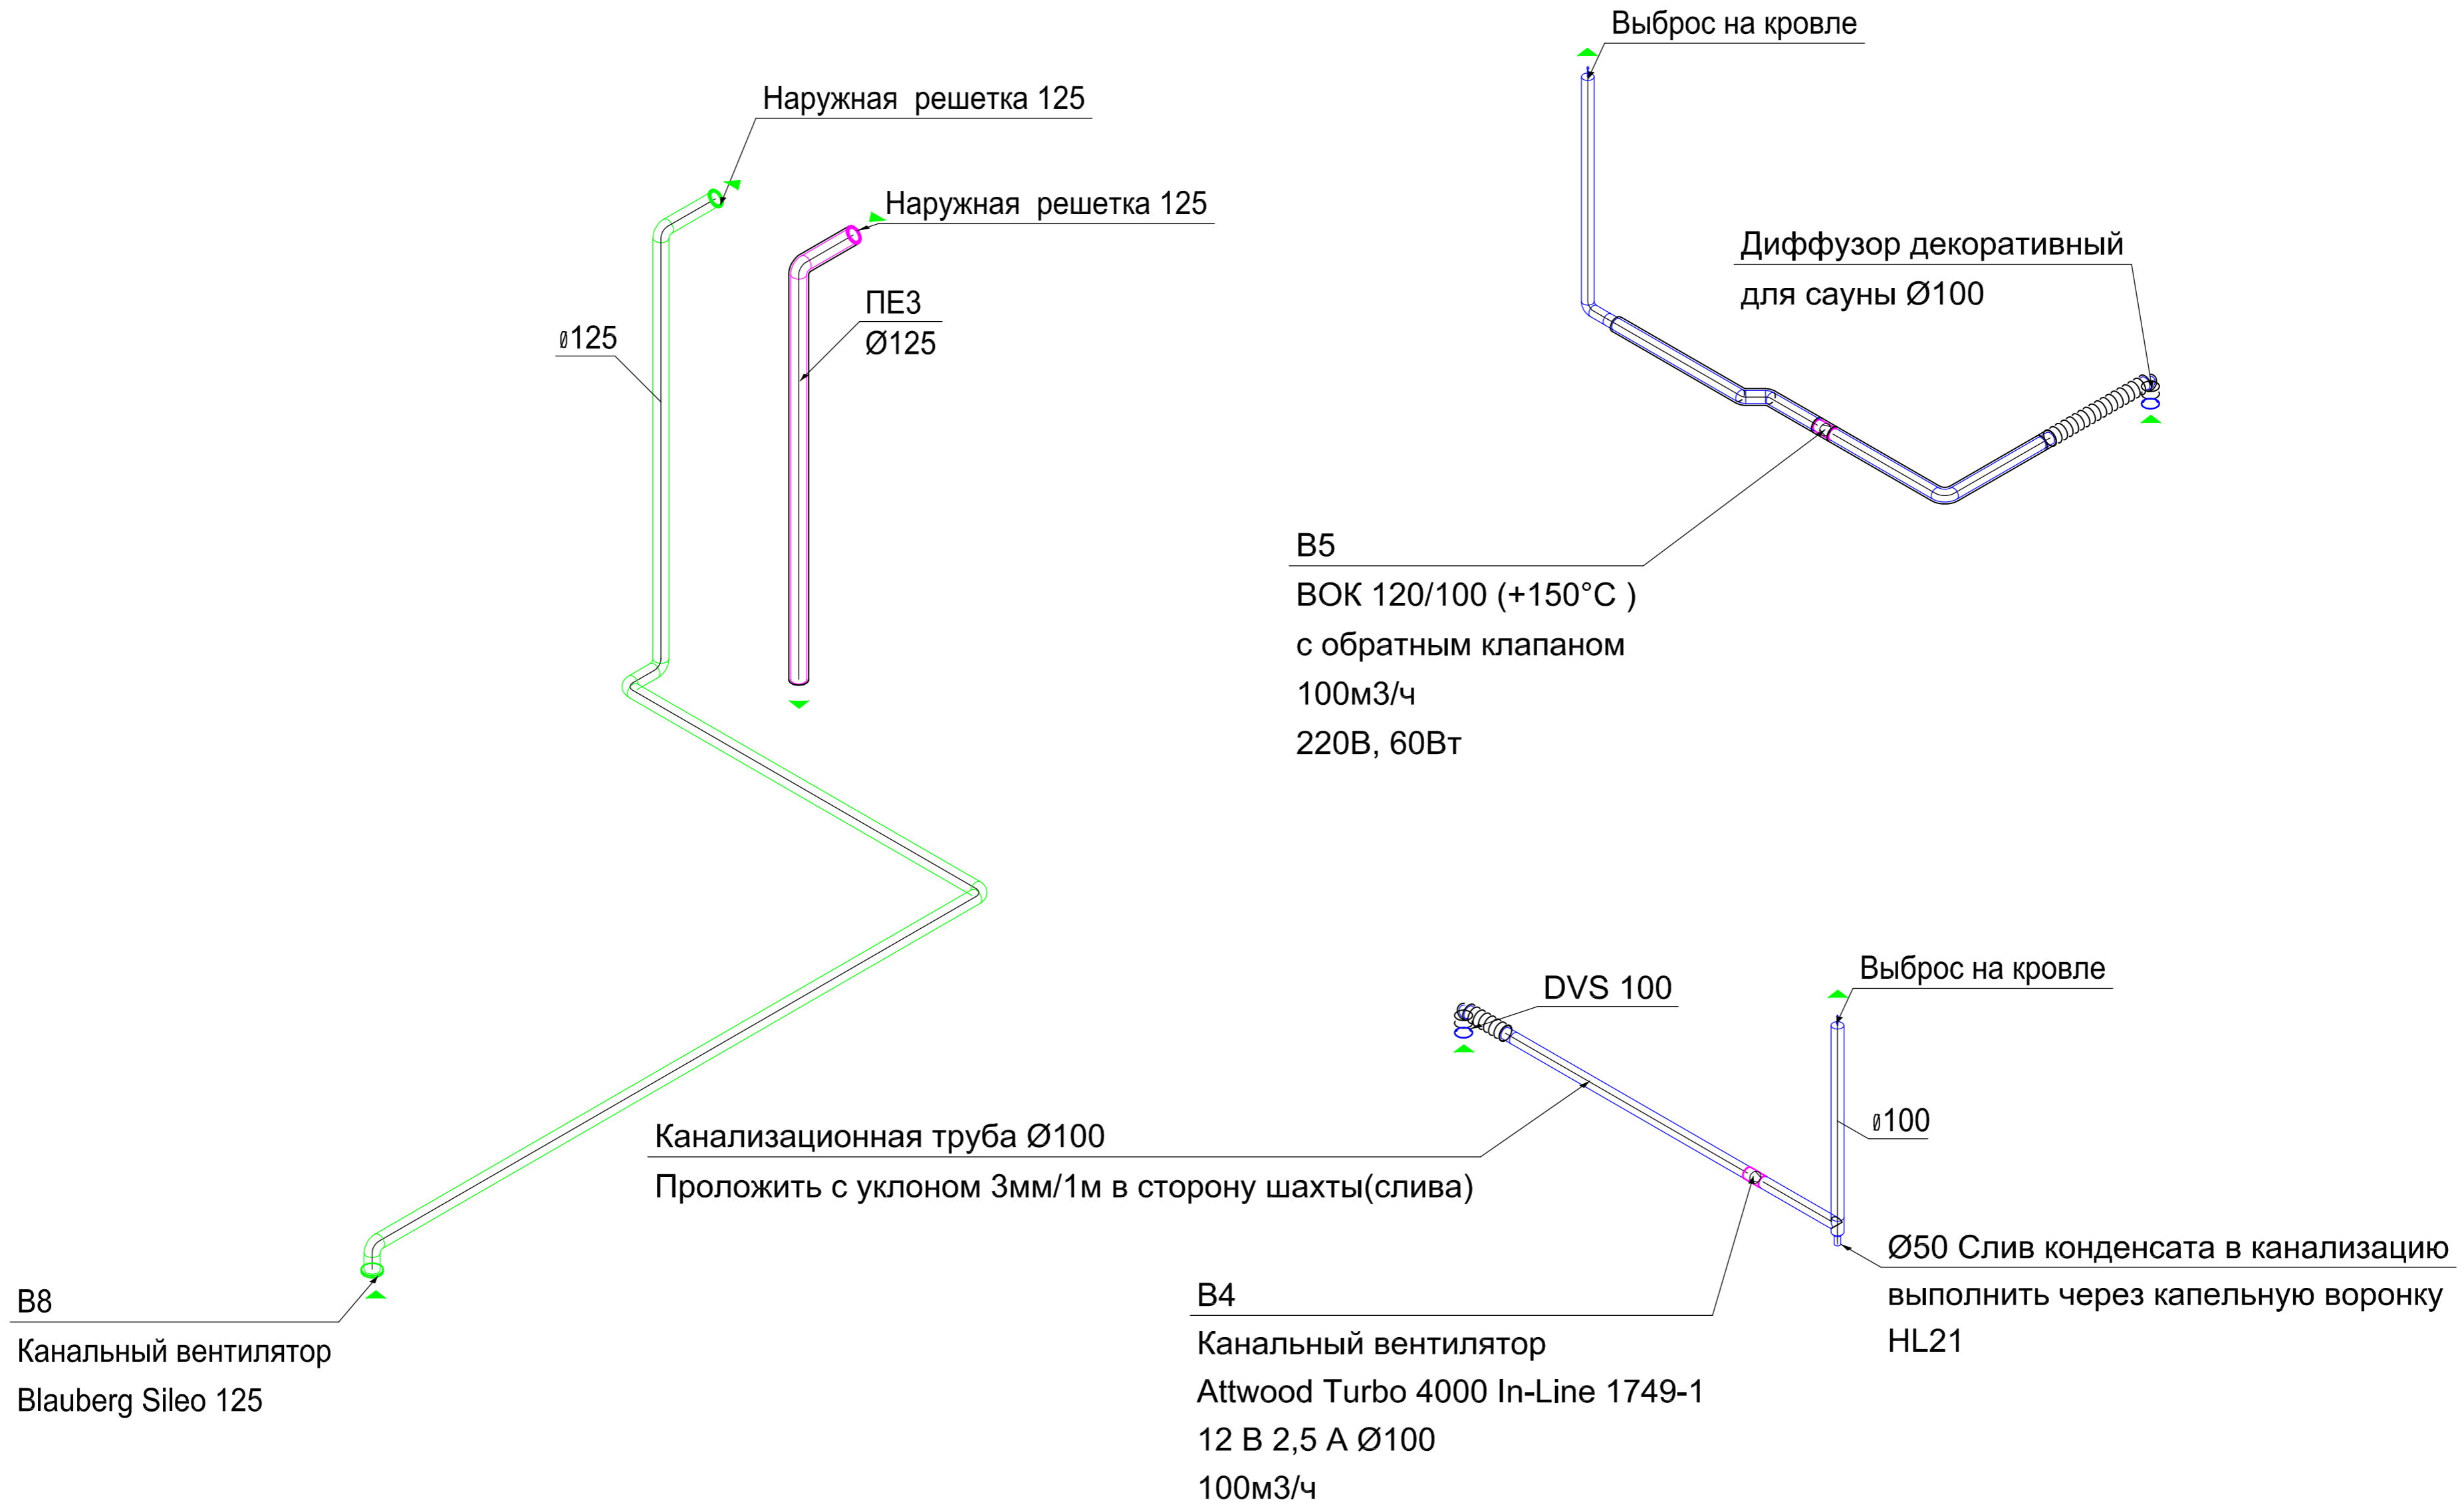 Выброс на кровле
Наружная решетка 125
Наружная решетка 125
Диффузор декоративный
для сауны Ø100
ПЕ3
Ø125
Ø125
В5
ВОК 120/100 (+150°С )
с обратным клапаном
100м3/ч
220В, 60Вт
Выброс на кровле
DVS 100
Ø100
Канализационная труба Ø100
Проложить с уклоном 3мм/1м в сторону шахты(слива)
Ø50 Слив конденсата в канализацию
выполнить через капельную воронку
HL21
В8
Канальный вентилятор
Blauberg Sileo 125
В4
Канальный вентилятор
Attwood Turbo 4000 In-Line 1749-1
12 В 2,5 А Ø100
100м3/ч